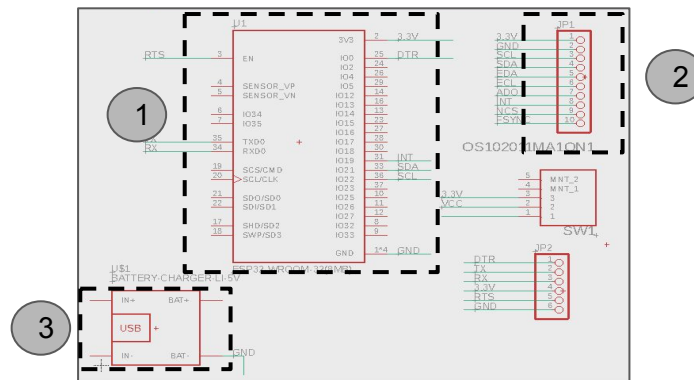 U1
3V3 2 3.3V
RTS 3 EN
IO0 25 DTR
IO2 24
IO4 26
IO5 29
4 SENSOR_VP
5 SENSOR_VN
IO12 14
IO13 16
IO14 13
IO15 23
6 IO34
7 IO35
IO16 27
IO17 28
IO18 30
35 TXD0
RX 34 RXD0
IO19 31 INT
IO21 33 SDA
IO22 36 SCL
19 SCS/CMD
20 SCL/CLK
IO23 37
IO25 10
IO26 11
IO27 12
21 SDO/SD0
22 SDI/SD1
IO32 8
IO33 9
17 SHD/SD2
18 SWP/SD3
GND 1*4 GND
1
JP1
3.3V 1
GND 2
SCL 3
SDA 4
EDA 5
ECL 6
ADO 7
INT 8
NCS 9
FSYNC 10
2
OS102011MA1QN1
5 MNT_2
4 MNT_1
3.3V 3
VCC 2
1
SW1
JP2
DTR 1
TX 2
RX 3
3.3V 4
RTS 5
GND 6
U$1
BATTERY-CHARGER-LI-5V
IN+ BAT+
USB
IN- BAT- GND
3